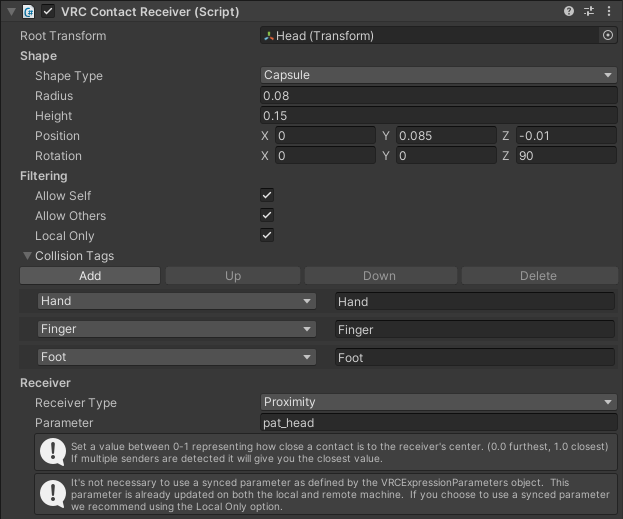 VRC Contact Receiver (Script)
Root Transform Head (Transform)
Shape
Shape Type Capsule
Radius 0.08
Height 0.15
Position X 0 Y 0.085 Z -0.01
Rotation X 0 Y 0 Z 90
Filtering
Allow Self
Allow Others
Local Only
Collision Tags
Add Up Down Delete
Hand Hand
Finger Finger
Foot Foot
Receiver
Receiver Type Proximity
Parameter pat_head
Set a value between 0-1 representing how close a contact is to the receiver's center. (0.0 furthest, 1.0 closest)
If multiple senders are detected it will give you the closest value.
It's not necessary to use a synced parameter as defined by the VRCExpressionParameters object.  This
parameter is already updated on both the local and remote machine.  If you choose to use a synced parameter
we recommend using the Local Only option.